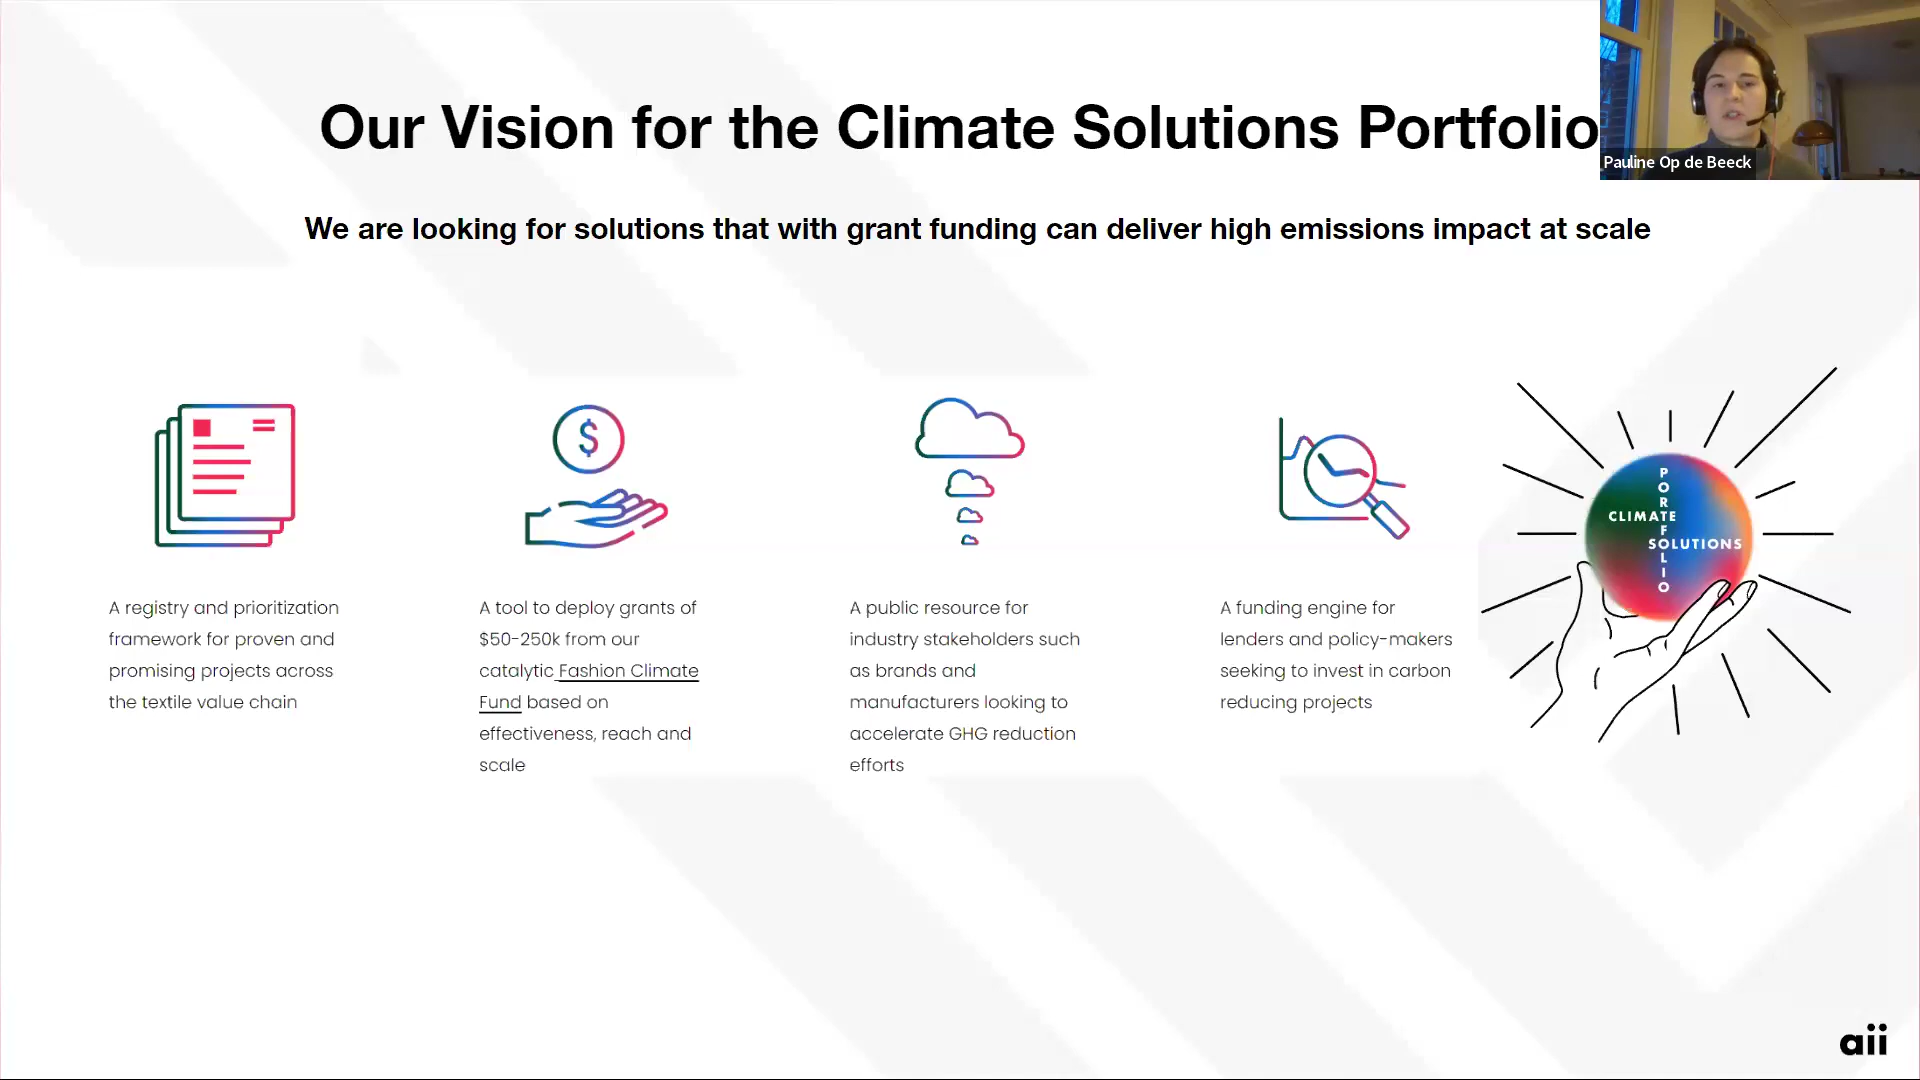 Our Vision for the Climate Solutions Portfolio
Pauline Op de Beeck
We are looking for solutions that with grant funding can deliver high emissions impact at scale
$
A registry and prioritization
framework for proven and
promising projects across
the textile value chain
A tool to deploy grants of
$50-250k from our
catalytic Fashion Climate
Fund based on
effectiveness, reach and
scale
A public resource for
industry stakeholders such
as brands and
manufacturers looking to
accelerate GHG reduction
efforts
A funding engine for
lenders and policy-makers
seeking to invest in carbon
reducing projects
CLIMATE
SOLUTIONS
PORTFOLIO
aii